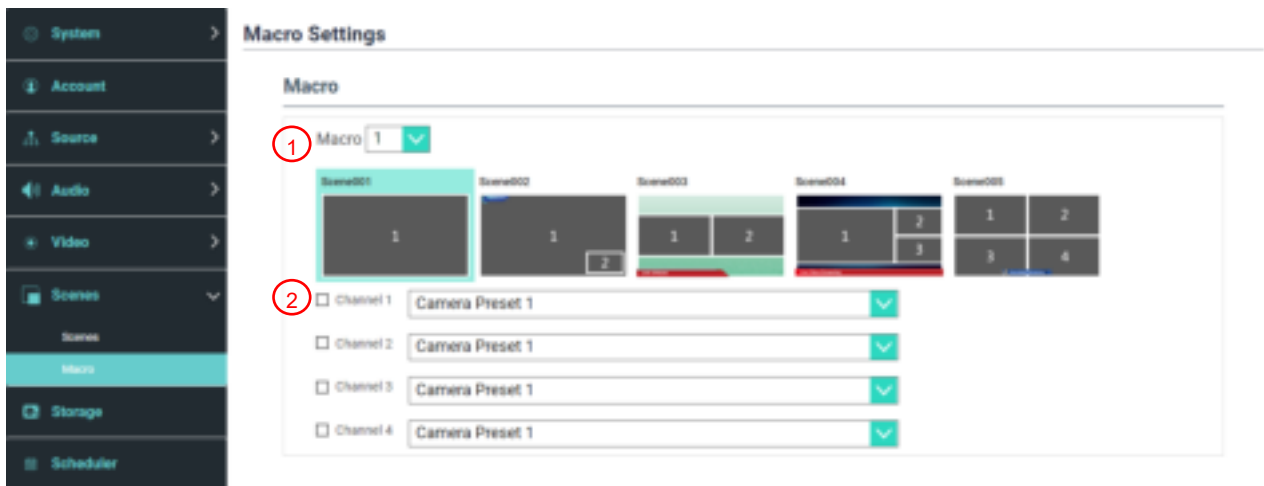 System
Account
Source
Audio
Video
Scenes
Scenes
Macro
Storage
Scheduler
Macro Settings
Macro
1
Macro 1
Scene001 Scene002 Scene003 Scene004 Scene005
1
1
2
1 2
1 2
3
1 2
3 4
2
Channel 1 Camera Preset 1
Channel 2 Camera Preset 1
Channel 3 Camera Preset 1
Channel 4 Camera Preset 1